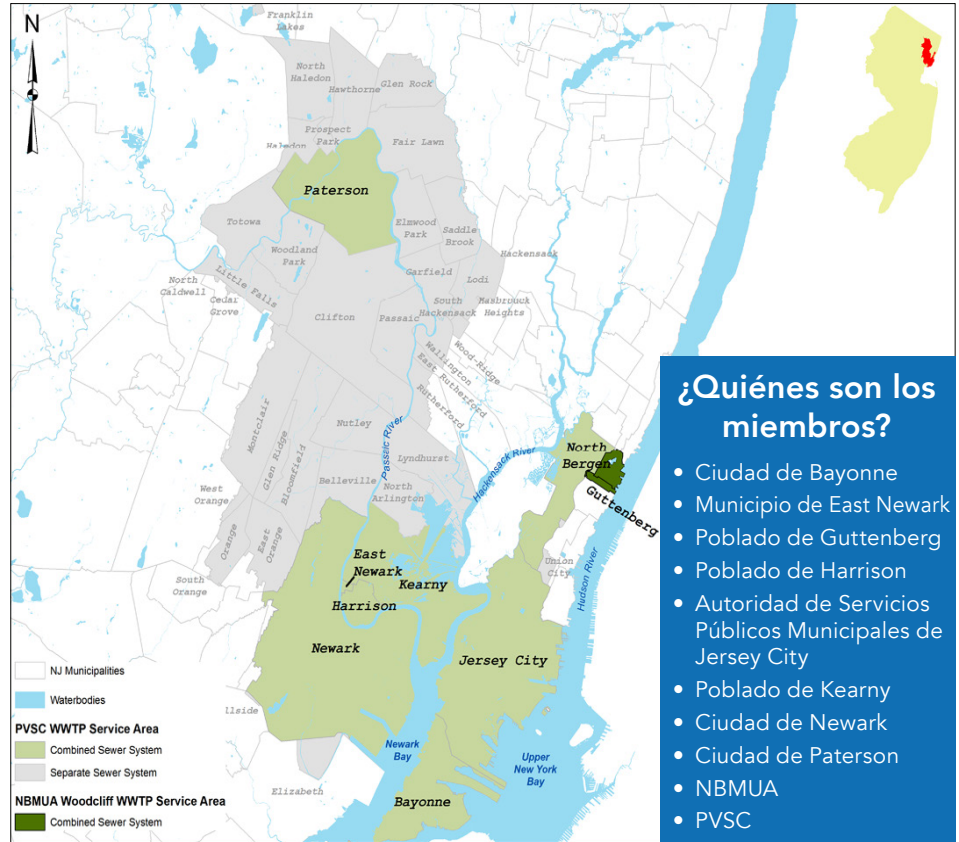 N
Franklin
Lakes
North
Haledon
Hawthorne
Glen Rock
Prospect
Park
Haledon
Fair Lawn
Paterson
Totowa
Elmwood
Park
Saddle
Brook
Woodland
Park
Hackensack
Little Falls
Garfield
Lodi
North
Caldwell
Cedar
Grove
South
Hackensack
Hasbrouck
Heights
Clifton
Passaic
Wallington
Wood-Ridge
East Rutherford
Rutherford
Montclair
Glen Ridge
Bloomfield
Nutley
Passaic River
Lyndhurst
Hackensack River
Belleville
North
Arlington
West
Orange
Orange
East
Orange
South
Orange
North
Bergen
Guttenberg
Union
City
Hudson River
East
Newark
Kearny
Harrison
Newark
Jersey City
llside
Newark
Bay
Upper
New York
Bay
Elizabeth
Bayonne
NJ Municipalities
Waterbodies
PVSC WWTP Service Area
Combined Sewer System
Separate Sewer System
NBMUA Woodcliff WWTP Service Area
Combined Sewer System
¿Quiénes son los
miembros?
• Ciudad de Bayonne
• Municipio de East Newark
• Poblado de Guttenberg
• Poblado de Harrison
• Autoridad de Servicios
Públicos Municipales de
Jersey City
• Poblado de Kearny
• Ciudad de Newark
• Ciudad de Paterson
• NBMUA
• PVSC